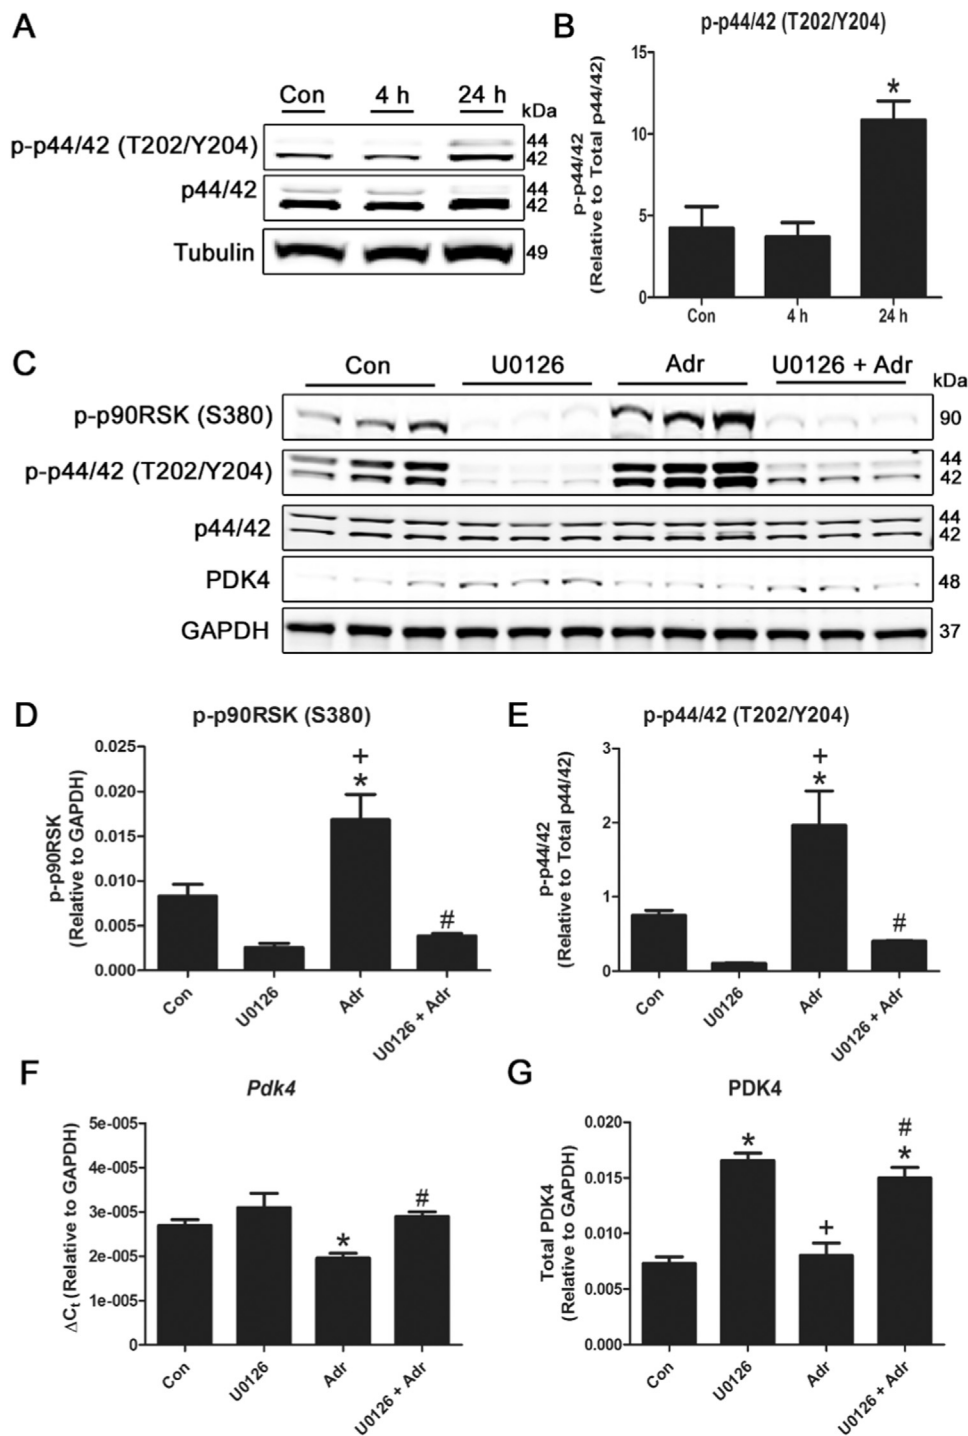 A
Con 4 h 24 h
kDa
p-p44/42 (T202/Y204)
44
42
p44/42
44
42
Tubulin
49
B
p-p44/42 (T202/Y204)
p-p44/42
(Relative to Total p44/42)
15
10
5
0
*
Con 4 h 24 h
C
Con U0126 Adr U0126 + Adr
kDa
p-p90RSK (S380)
90
p-p44/42 (T202/Y204)
44
42
p44/42
44
42
PDK4
48
GAPDH
37
D
p-p90RSK (S380)
p-p90RSK
(Relative to GAPDH)
0.025
0.020
0.015
0.010
0.005
0.000
+
*
#
Con U0126 Adr U0126 + Adr
E
p-p44/42 (T202/Y204)
p-p44/42
(Relative to Total p44/42)
3
2
1
0
+
*
#
Con U0126 Adr U0126 + Adr
F
Pdk4
ΔCt (Relative to GAPDH)
5e-005
4e-005
3e-005
2e-005
1e-005
0
*
#
Con U0126 Adr U0126 + Adr
G
PDK4
Total PDK4
(Relative to GAPDH)
0.020
0.015
0.010
0.005
0.000
*
+
#
*
Con U0126 Adr U0126 + Adr